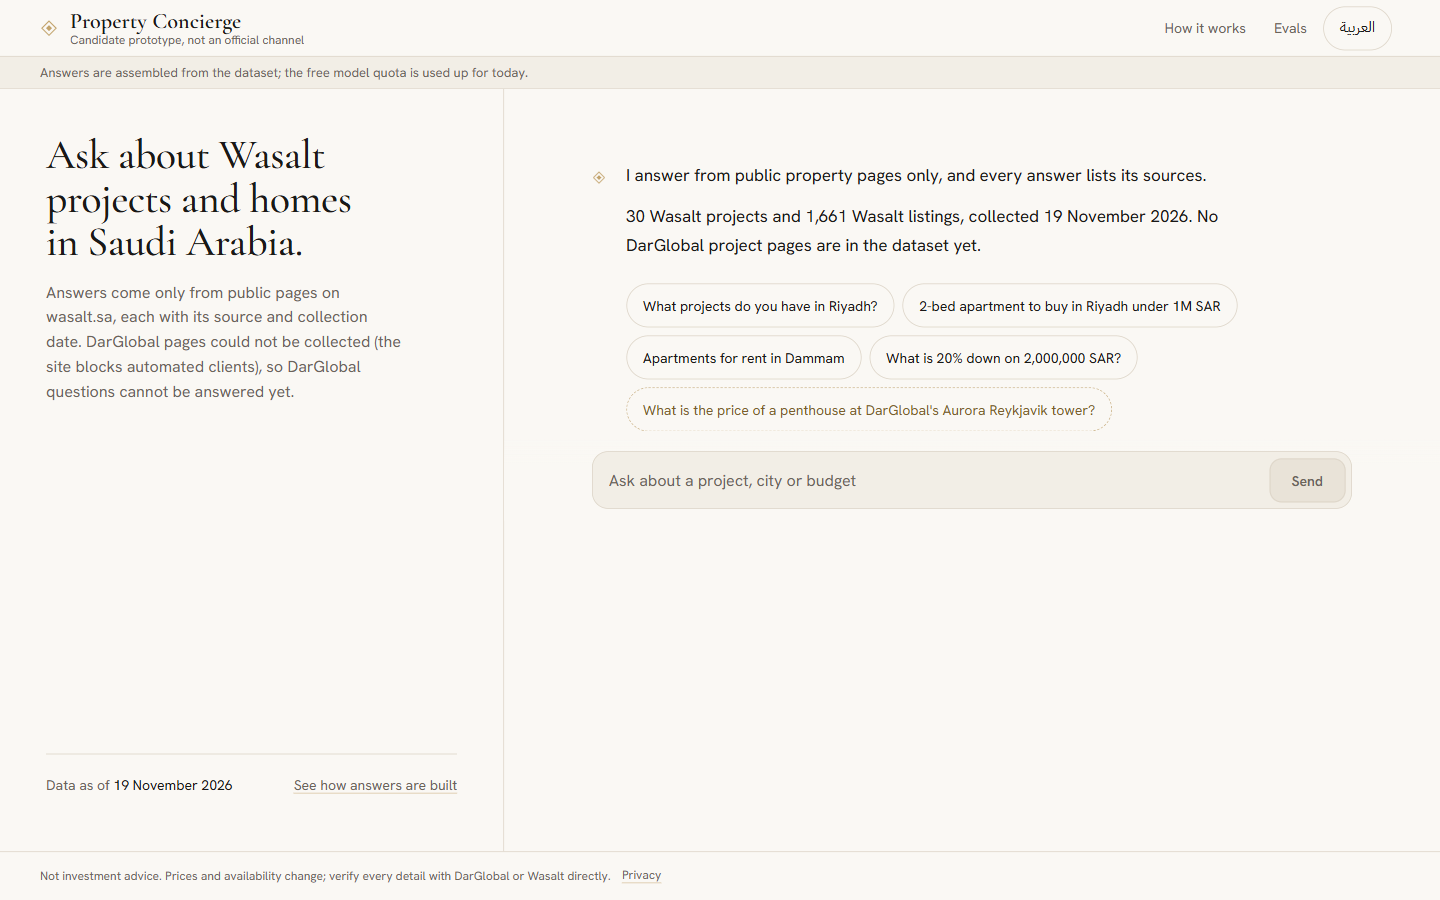 Property Concierge
Candidate prototype, not an official channel
How it works
Evals
العربية
Answers are assembled from the dataset; the free model quota is used up for today.
Ask about Wasalt
projects and homes
in Saudi Arabia.
Answers come only from public pages on
wasalt.sa, each with its source and collection
date. DarGlobal pages could not be collected (the
site blocks automated clients), so DarGlobal
questions cannot be answered yet.
Data as of 19 November 2026
See how answers are built
I answer from public property pages only, and every answer lists its sources.
30 Wasalt projects and 1,661 Wasalt listings, collected 19 November 2026. No
DarGlobal project pages are in the dataset yet.
What projects do you have in Riyadh?
2-bed apartment to buy in Riyadh under 1M SAR
Apartments for rent in Dammam
What is 20% down on 2,000,000 SAR?
What is the price of a penthouse at DarGlobal's Aurora Reykjavik tower?
Ask about a project, city or budget
Send
Not investment advice. Prices and availability change; verify every detail with DarGlobal or Wasalt directly.
Privacy